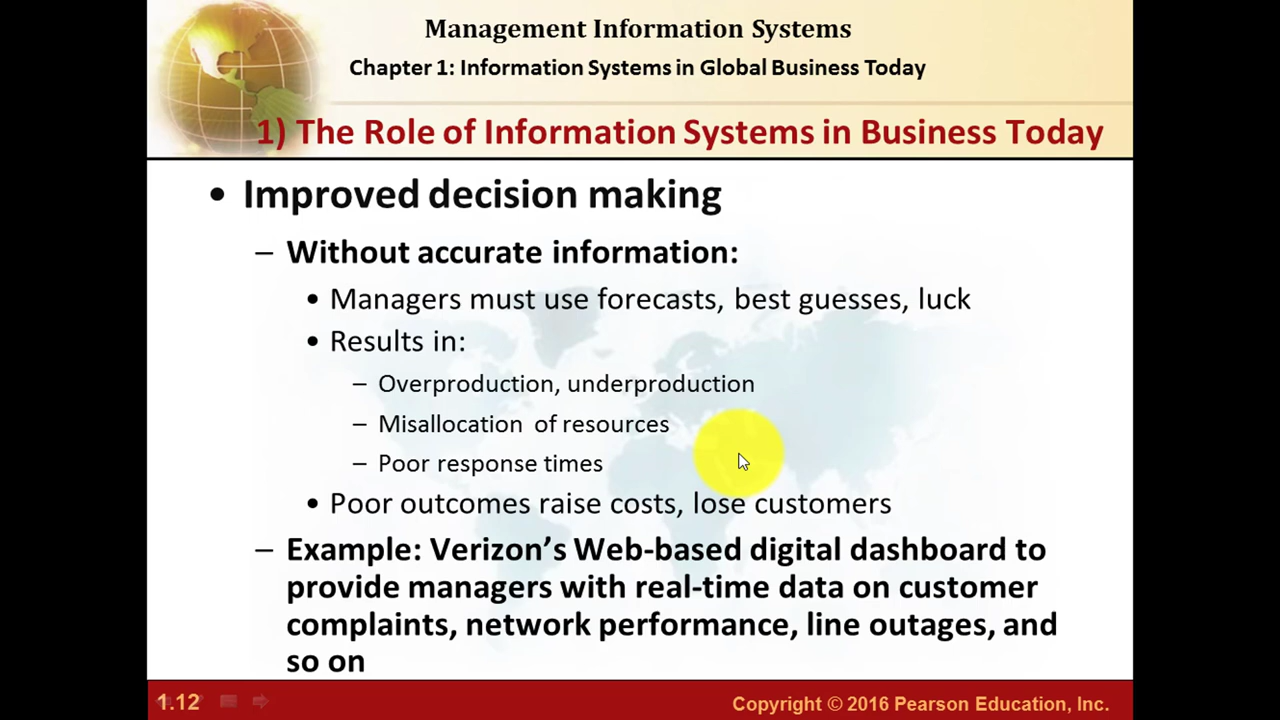 Management Information Systems
Chapter 1: Information Systems in Global Business Today
1) The Role of Information Systems in Business Today
• Improved decision making
– Without accurate information:
• Managers must use forecasts, best guesses, luck
• Results in:
– Overproduction, underproduction
– Misallocation of resources
– Poor response times
• Poor outcomes raise costs, lose customers
– Example: Verizon’s Web-based digital dashboard to
provide managers with real-time data on customer
complaints, network performance, line outages, and
so on
1.12
Copyright © 2016 Pearson Education, Inc.